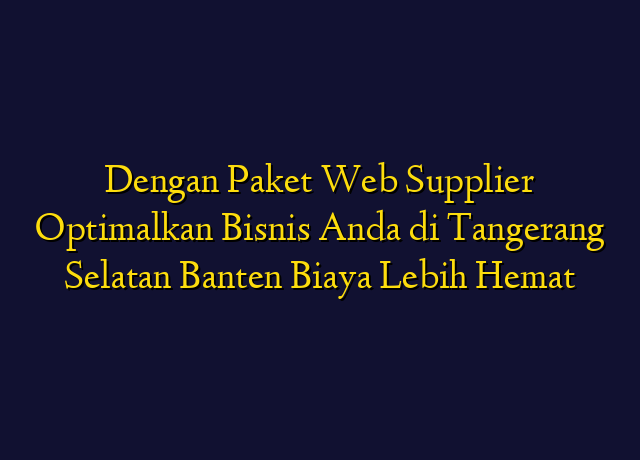 Dengan Paket Web Supplier
Optimalkan Bisnis Anda di Tangerang
Selatan Banten Biaya Lebih Hemat